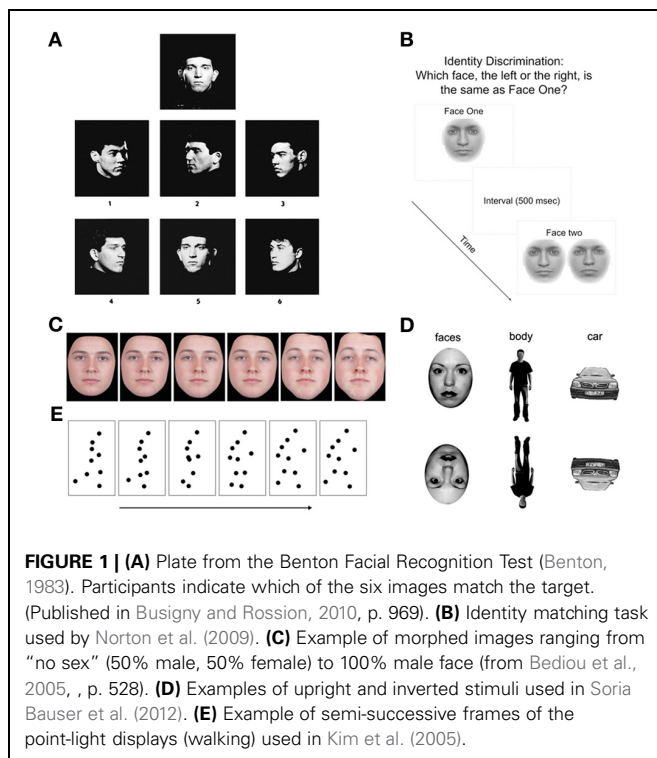 A
1
2
3
4
5
6
B
Identity Discrimination:
Which face, the left or the right, is
the same as Face One?
Face One
Interval (500 msec)
Time
Face two
C
D
faces
body
car
E
FIGURE 1 | (A) Plate from the Benton Facial Recognition Test (Benton,
1983). Participants indicate which of the six images match the target.
(Published in Busigny and Rossion, 2010, p. 969). (B) Identity matching task
used by Norton et al. (2009). (C) Example of morphed images ranging from
“no sex” (50% male, 50% female) to 100% male face (from Bediou et al.,
2005, , p. 528). (D) Examples of upright and inverted stimuli used in Soria
Bauser et al. (2012). (E) Example of semi-successive frames of the
point-light displays (walking) used in Kim et al. (2005).